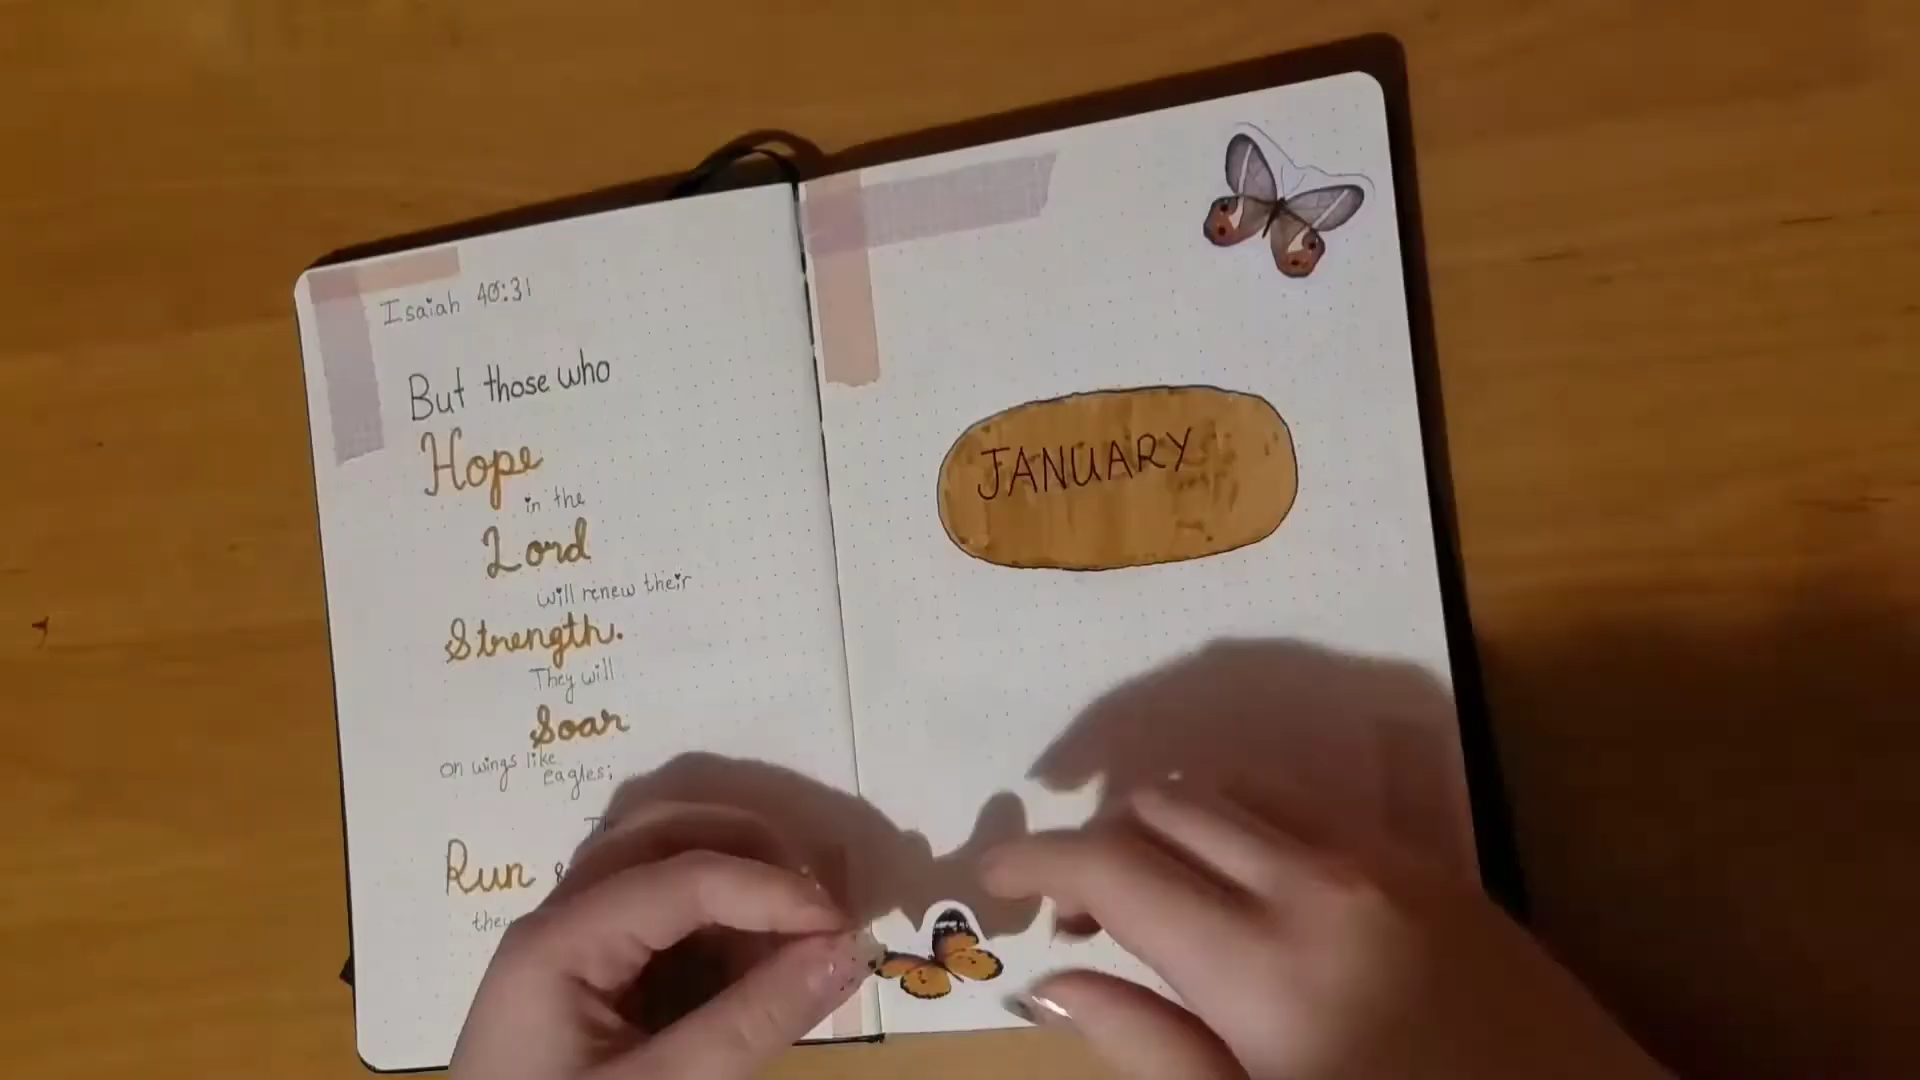 Isaiah 40:31
But those who
Hope
in the
Lord
will renew their
Strength.
They will
Soar
on wings like
eagles;
Run &
JANUARY